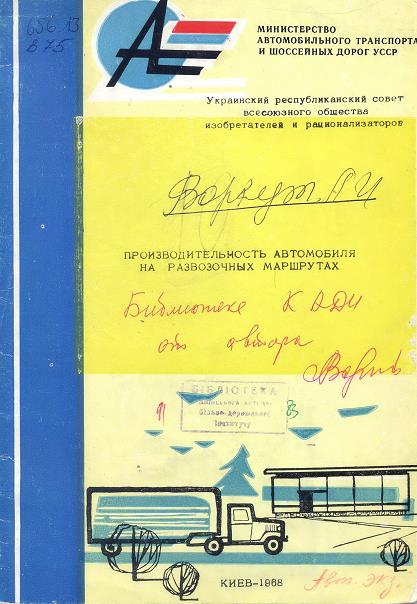 656.13
В75
МИНИСТЕРСТВО
АВТОМОБИЛЬНОГО ТРАНСПОРТА
И ШОССЕЙНЫХ ДОРОГ УССР
Украинский республиканский совет
всесоюзного общества
изобретателей и рационализаторов
Воркут. А И
ПРОИЗВОДИТЕЛЬНОСТЬ АВТОМОБИЛЯ
НА РАЗВОЗОЧНЫХ МАРШРУТАХ
Библиотеке КАДИ
от автора
БІБЛІОТЕКА
Інституту
КИЕВ-1968
Авт. экз.